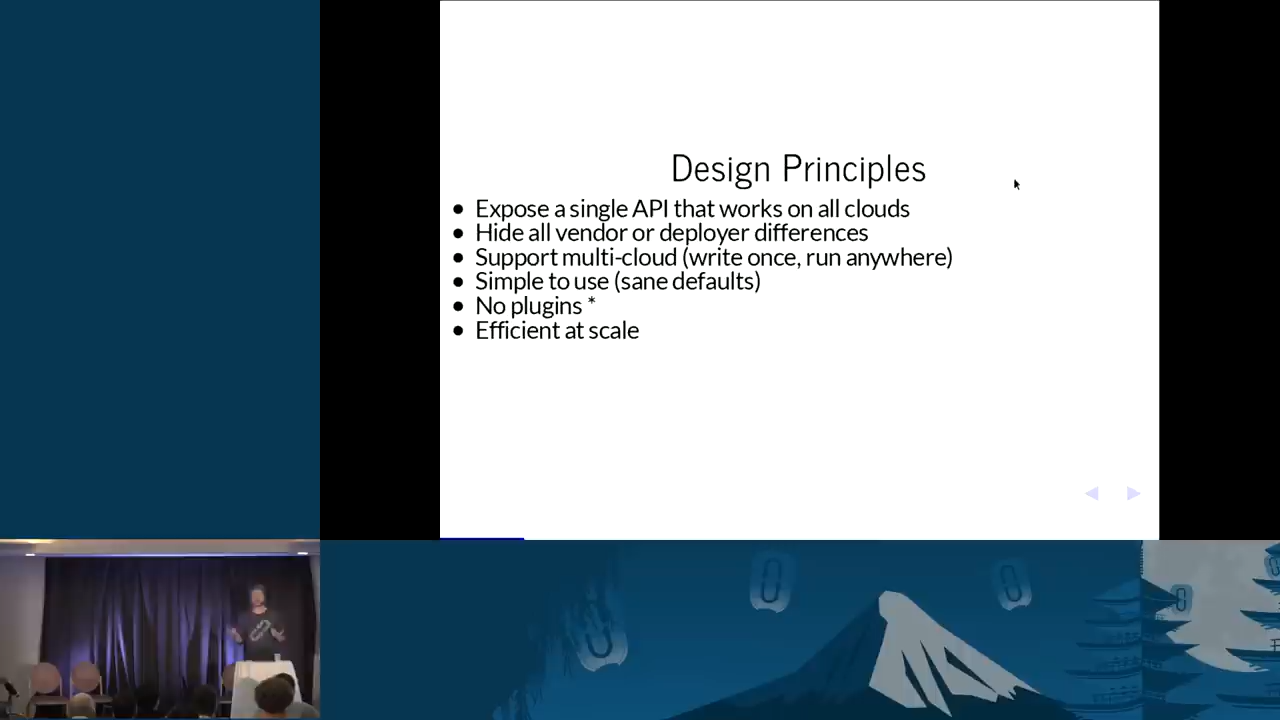 Design Principles
Expose a single API that works on all clouds
Hide all vendor or deployer differences
Support multi-cloud (write once, run anywhere)
Simple to use (sane defaults)
No plugins *
Efficient at scale